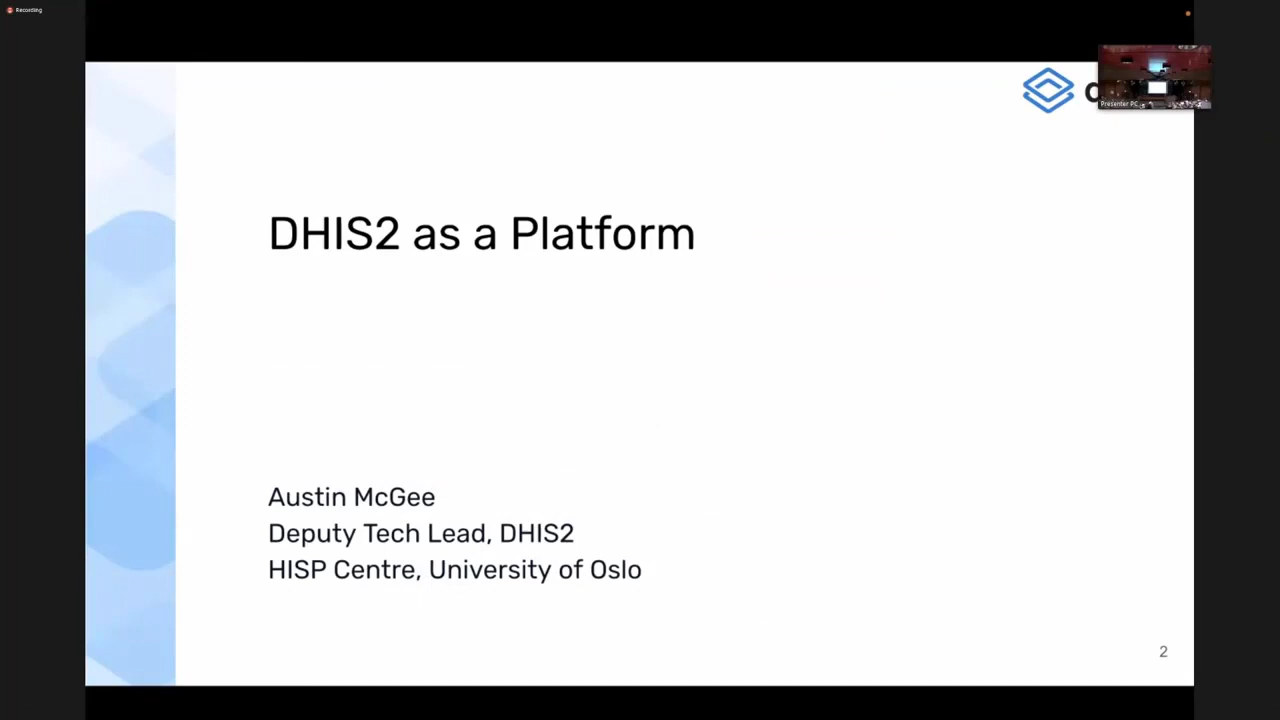 Recording
Presenter PC
DHIS2 as a Platform
Austin McGee
Deputy Tech Lead, DHIS2
HISP Centre, University of Oslo
2